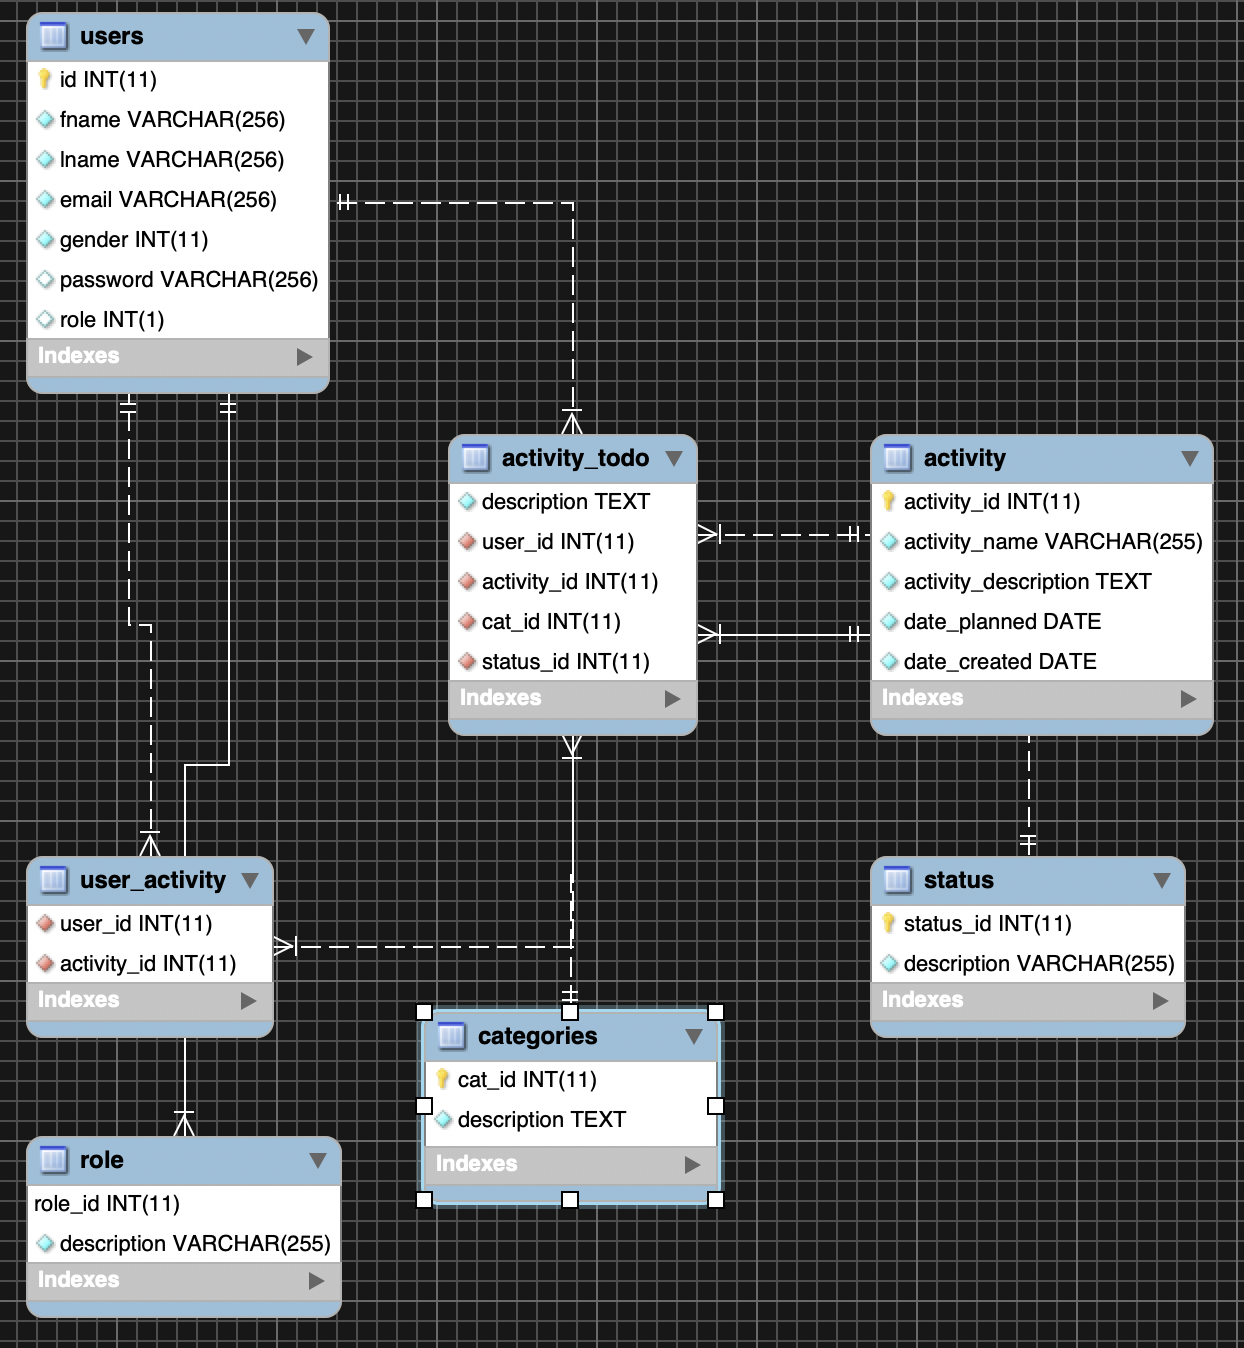 users
id INT(11)
fname VARCHAR(256)
lname VARCHAR(256)
email VARCHAR(256)
gender INT(11)
password VARCHAR(256)
role INT(1)
Indexes
activity_todo
description TEXT
user_id INT(11)
activity_id INT(11)
cat_id INT(11)
status_id INT(11)
Indexes
activity
activity_id INT(11)
activity_name VARCHAR(255)
activity_description TEXT
date_planned DATE
date_created DATE
Indexes
user_activity
user_id INT(11)
activity_id INT(11)
Indexes
status
status_id INT(11)
description VARCHAR(255)
Indexes
categories
cat_id INT(11)
description TEXT
Indexes
role
role_id INT(11)
description VARCHAR(255)
Indexes